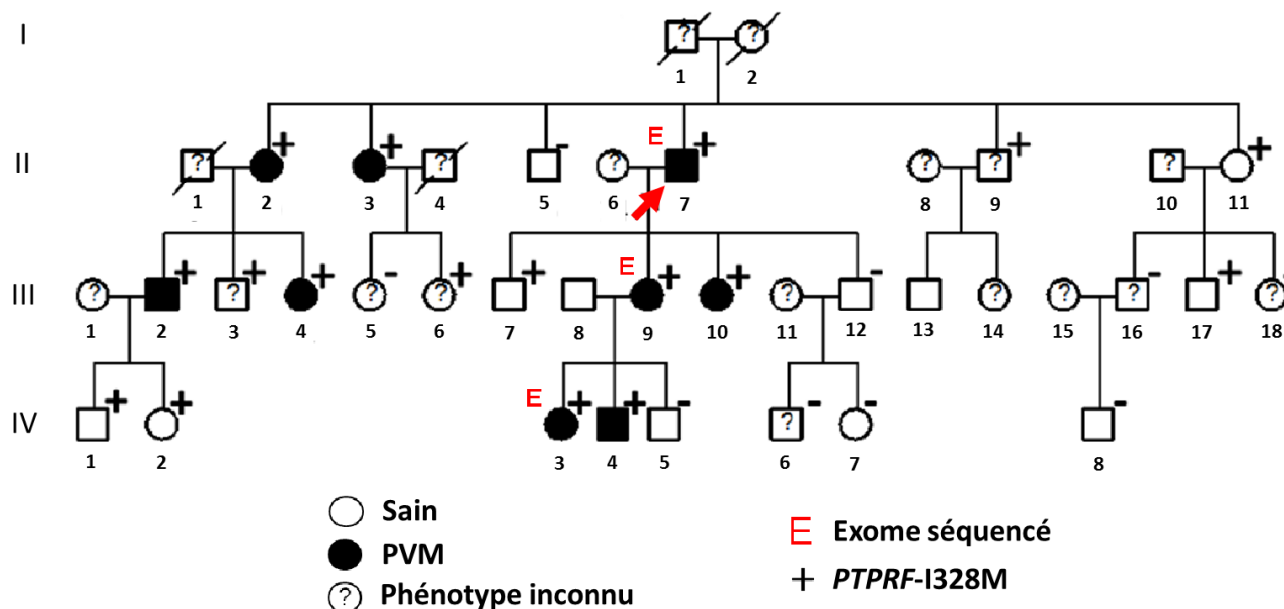 I
? ?
1 2
E
II
? + + ? - ? + ? ? + ? +
1 2 3 4 5 6 7 8 9 10 11
E
III
? + ? + + ? - ? + + + + ? - ? ? ? - + ?
1 2 3 4 5 6 7 8 9 10 11 12 13 14 15 16 17 18
E
IV
+ + + + - ? - - -
1 2 3 4 5 6 7 8
Sain
PVM
? Phénotype inconnu
E Exome séquencé
+ PTPRF-I328M